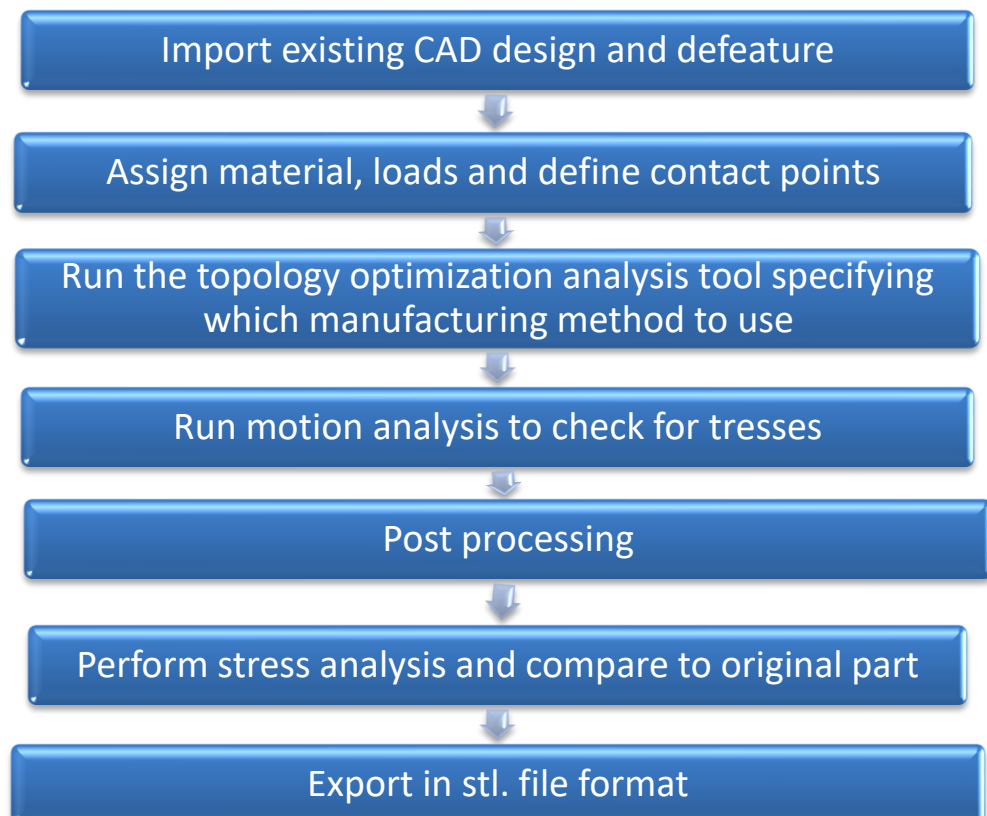 Import existing CAD design and defeature
Assign material, loads and define contact points
Run the topology optimization analysis tool specifying
which manufacturing method to use
Run motion analysis to check for tresses
Post processing
Perform stress analysis and compare to original part
Export in stl. file format